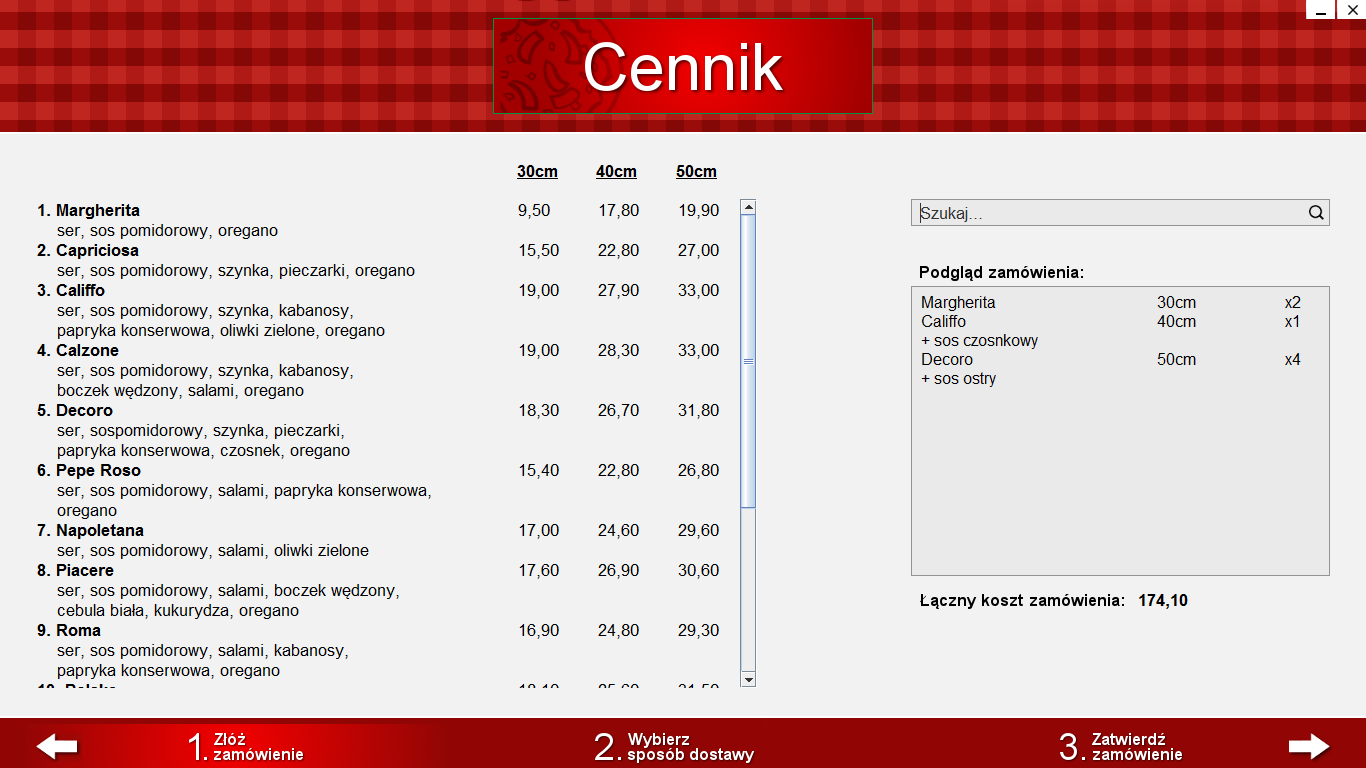 Cennik
30cm 40cm 50cm
1. Margherita 9,50 17,80 19,90
ser, sos pomidorowy, oregano
2. Capriciosa 15,50 22,80 27,00
ser, sos pomidorowy, szynka, pieczarki, oregano
3. Califfo 19,00 27,90 33,00
ser, sos pomidorowy, szynka, kabanosy,
papryka konserwowa, oliwki zielone, oregano
4. Calzone 19,00 28,30 33,00
ser, sos pomidorowy, szynka, kabanosy,
boczek wędzony, salami, oregano
5. Decoro 18,30 26,70 31,80
ser, sospomidorowy, szynka, pieczarki,
papryka konserwowa, czosnek, oregano
6. Pepe Roso 15,40 22,80 26,80
ser, sos pomidorowy, salami, papryka konserwowa,
oregano
7. Napoletana 17,00 24,60 29,60
ser, sos pomidorowy, salami, oliwki zielone
8. Piacere 17,60 26,90 30,60
ser, sos pomidorowy, salami, boczek wędzony,
cebula biała, kukurydza, oregano
9. Roma 16,90 24,80 29,30
ser, sos pomidorowy, salami, kabanosy,
papryka konserwowa, oregano
Szukaj...
Podgląd zamówienia:
Margherita 30cm x2
Califfo 40cm x1
+ sos czosnkowy
Decoro 50cm x4
+ sos ostry
Łączny koszt zamówienia: 174,10
1. Złóż
zamówienie
2. Wybierz
sposób dostawy
3. Zatwierdź
zamówienie